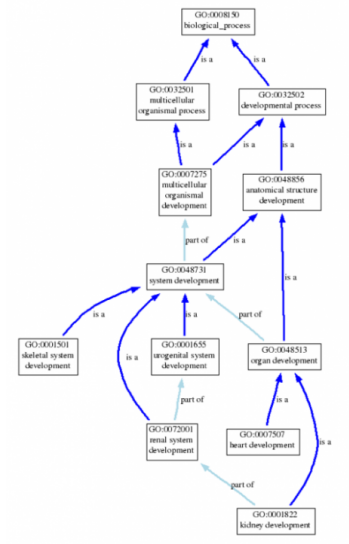 GO:0008150
biological_process
is a
is a
GO:0032501
multicellular
organismal process
GO:0032502
developmental process
is a
is a
is a
GO:0007275
multicellular
organismal
development
GO:0048856
anatomical structure
development
part of
is a
GO:0048731
system development
is a
is a
part of
is a
is a
GO:0001501
skeletal system
development
GO:0001655
urogenital system
development
GO:0048513
organ development
part of
is a
GO:0072001
renal system
development
GO:0007507
heart development
is a
part of
GO:0001822
kidney development